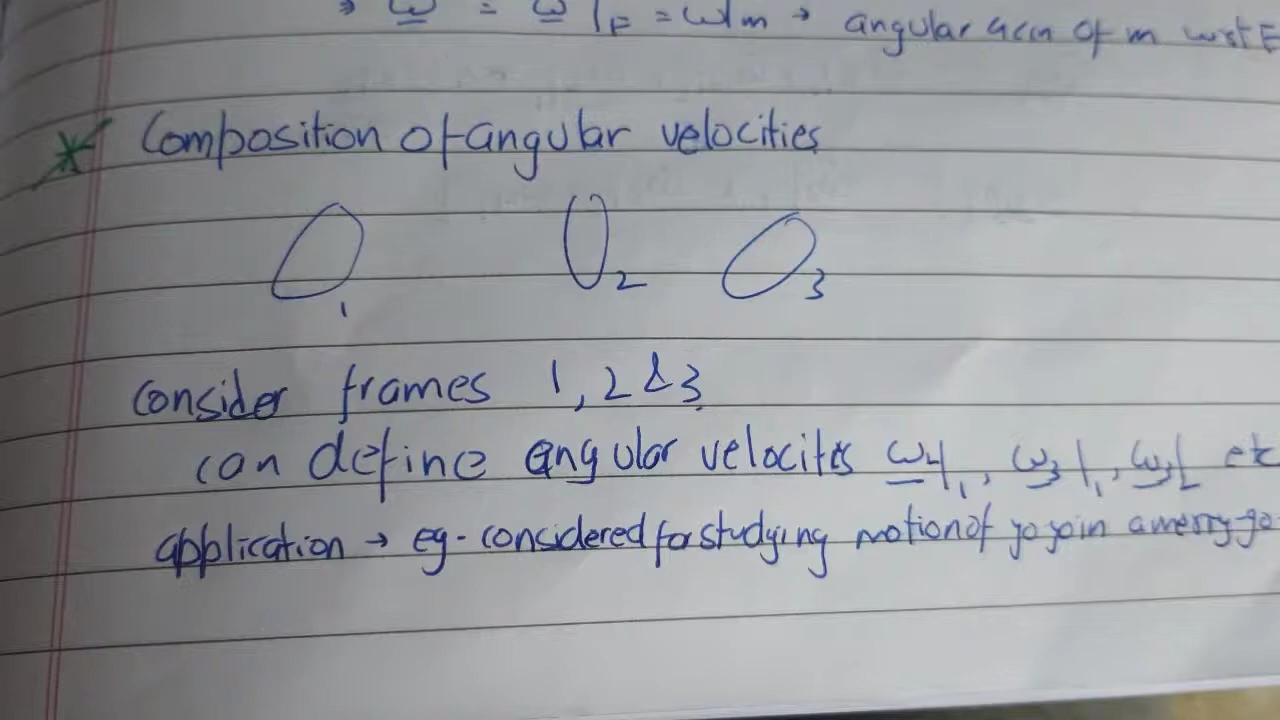 → ω = ω|F = ω|m → angular accn of m wrt F
* Composition of angular velocities
1 2 3
Consider frames 1, 2 & 3
can define angular velocites ω2|1, ω3|1, ω3|2 etc
application → eg. considered for studying motion of yo yo in a merry-go